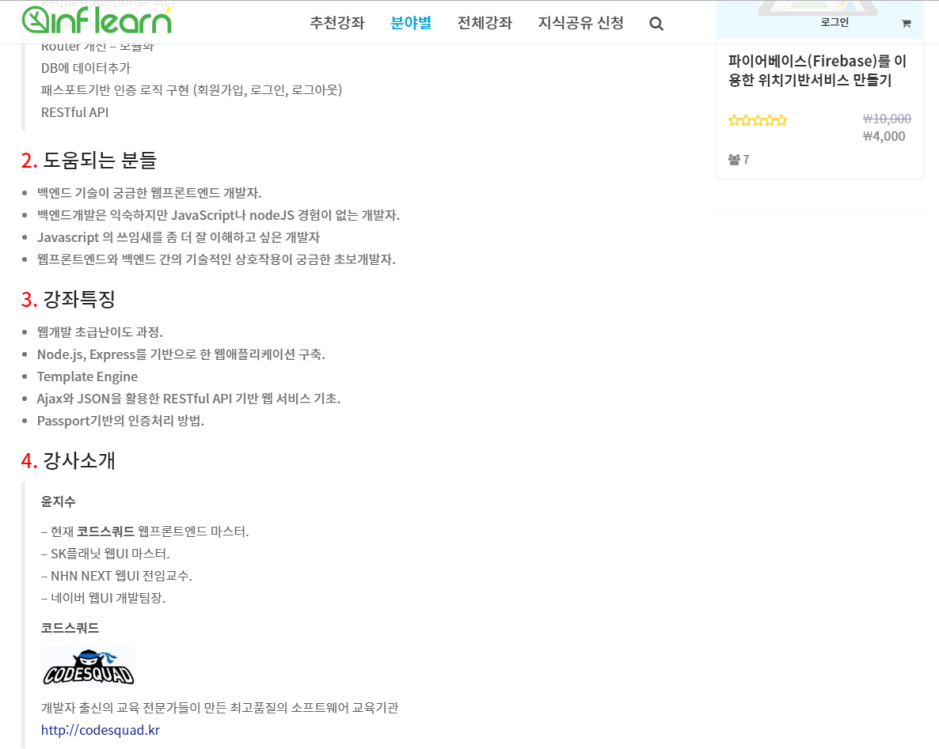 inflearn
추천강좌
분야별
전체강좌
지식공유 신청
로그인
Router 개선 – 모듈화
DB에 데이터추가
패스포트기반 인증 로직 구현 (회원가입, 로그인, 로그아웃)
RESTful API
2. 도움되는 분들
백엔드 기술이 궁금한 웹프론트엔드 개발자.
백엔드개발은 익숙하지만 JavaScript나 nodeJS 경험이 없는 개발자.
Javascript 의 쓰임새를 좀 더 잘 이해하고 싶은 개발자
웹프론트엔드와 백엔드 간의 기술적인 상호작용이 궁금한 초보개발자.
3. 강좌특징
웹개발 초급난이도 과정.
Node.js, Express를 기반으로 한 웹애플리케이션 구축.
Template Engine
Ajax와 JSON을 활용한 RESTful API 기반 웹 서비스 기초.
Passport기반의 인증처리 방법.
4. 강사소개
윤지수
– 현재 코드스쿼드 웹프론트엔드 마스터.
– SK플래닛 웹UI 마스터.
– NHN NEXT 웹UI 전임교수.
– 네이버 웹UI 개발팀장.
코드스쿼드
CODESQUAD
개발자 출신의 교육 전문가들이 만든 최고품질의 소프트웨어 교육기관
http://codesquad.kr
파이어베이스(Firebase)를 이
용한 위치기반서비스 만들기
₩10,000
₩4,000
7